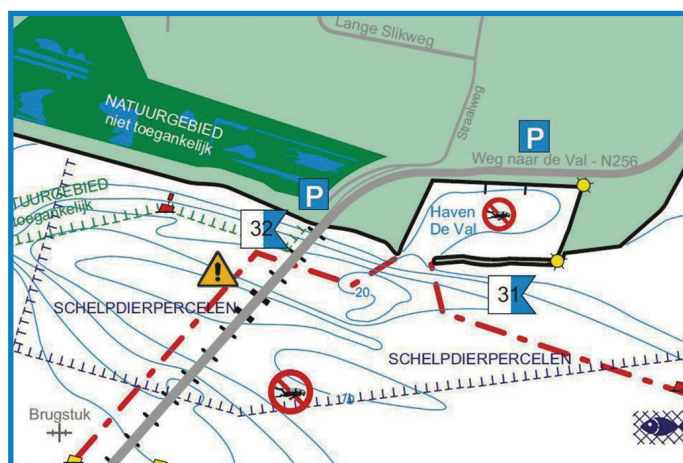 Lange Slikweg
Straalweg
NATUURGEBIED
niet toegankelijk
P
Weg naar de Val - N256
P
TUURGEBIED
toegankelijk
32
Haven
De Val
20
31
SCHELPDIERPERCELEN
SCHELPDIERPERCELEN
Brugstuk